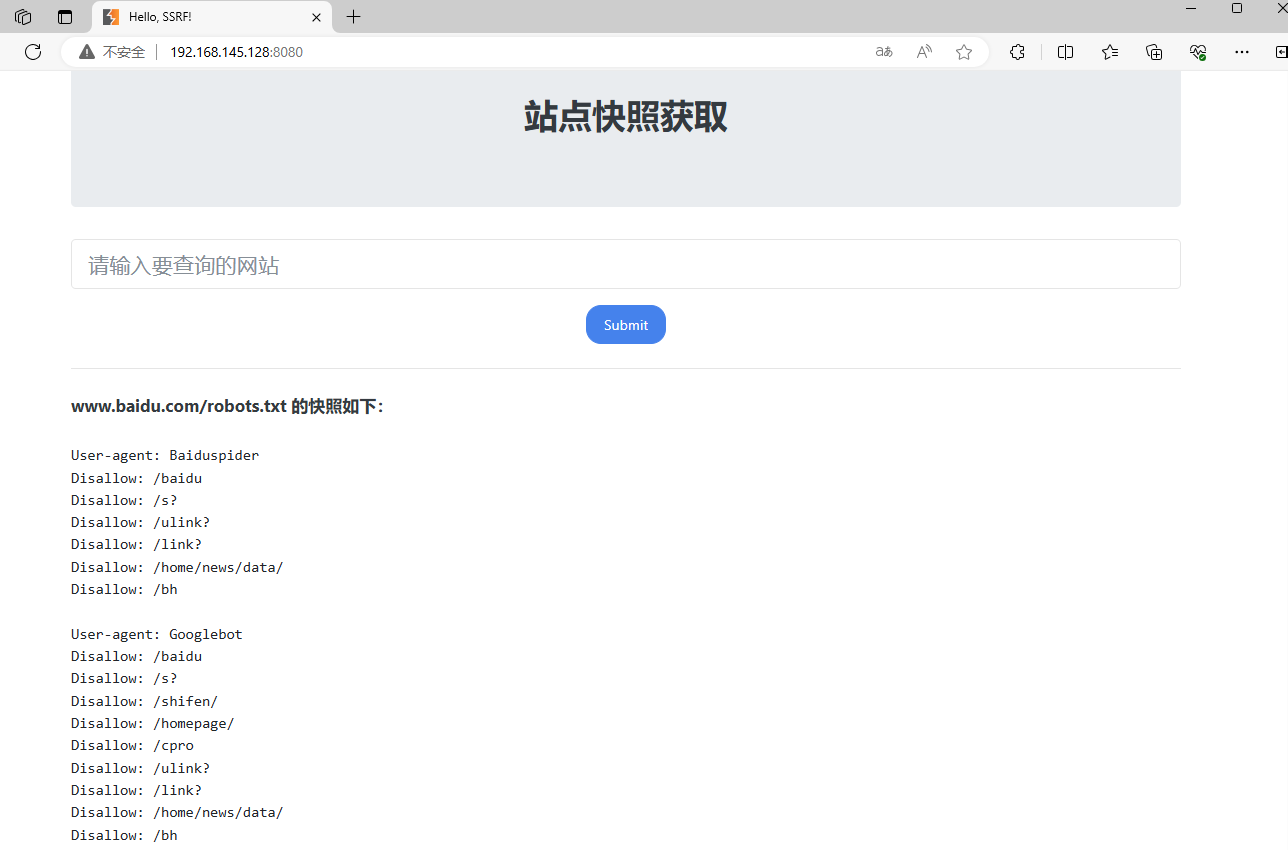 Hello, SSRF!
不安全
192.168.145.128:8080
aあ
A
站点快照获取
请输入要查询的网站
Submit
www.baidu.com/robots.txt 的快照如下：
User-agent: Baiduspider
Disallow: /baidu
Disallow: /s?
Disallow: /ulink?
Disallow: /link?
Disallow: /home/news/data/
Disallow: /bh
User-agent: Googlebot
Disallow: /baidu
Disallow: /s?
Disallow: /shifen/
Disallow: /homepage/
Disallow: /cpro
Disallow: /ulink?
Disallow: /link?
Disallow: /home/news/data/
Disallow: /bh